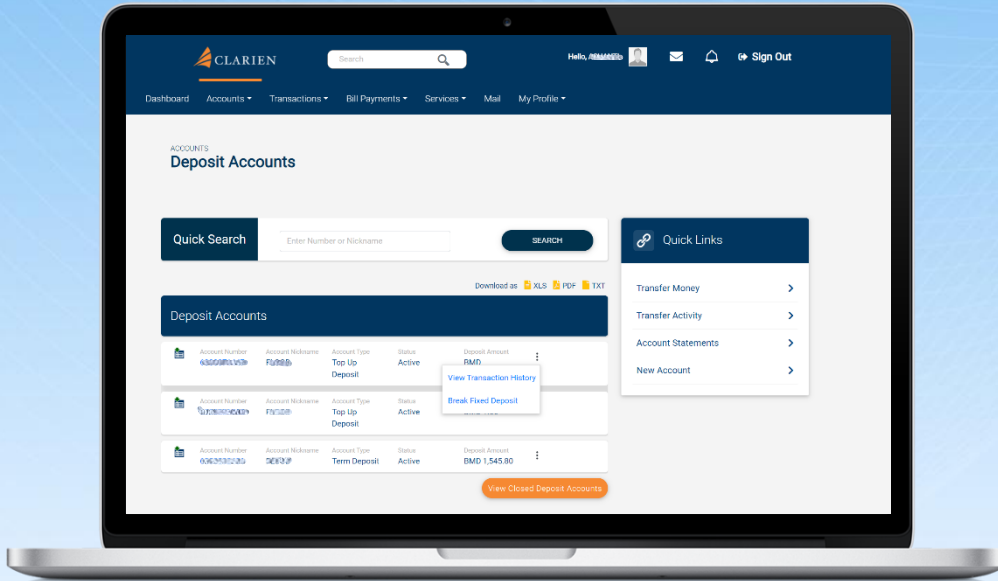 CLARIEN
Search
Hello,
Sign Out
Dashboard Accounts Transactions Bill Payments Services Mail My Profile
ACCOUNTS
Deposit Accounts
Quick Search
Enter Number or Nickname
SEARCH
Quick Links
Transfer Money
Transfer Activity
Account Statements
New Account
Download as XLS PDF TXT
Deposit Accounts
Account Number Account Nickname Account Type Status Deposit Amount
Top Up Active BMD
Deposit
View Transaction History
Break Fixed Deposit
Account Number Account Nickname Account Type Status
Top Up Active
Deposit
Account Number Account Nickname Account Type Status Deposit Amount
Term Deposit Active BMD 1,545.80
View Closed Deposit Accounts